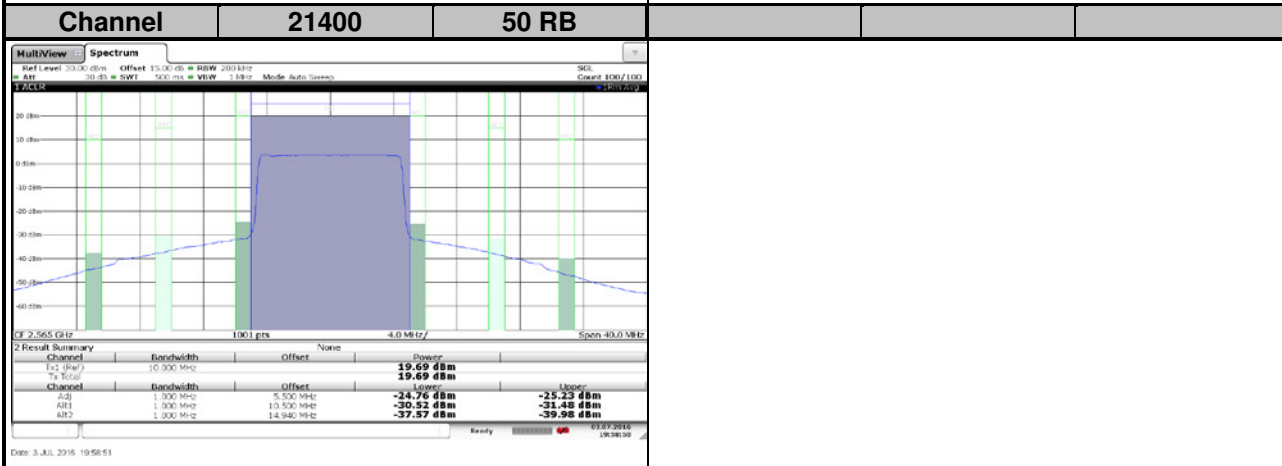 Channel 21400 50 RB
MultiView Spectrum
Ref Level 30.00 dBm Offset 15.00 dB RBW 200 kHz SGL
Att 30 dB SWT 500 ms VBW 1 MHz Mode Auto Sweep Count 100/100
1 ACLR 1Rm Avg
20 dBm
10 dBm
0 dBm
-10 dBm
-20 dBm
-30 dBm
-40 dBm
-50 dBm
-60 dBm
CF 2.565 GHz 1001 pts 4.0 MHz/ Span 40.0 MHz
2 Result Summary None
Channel Bandwidth Offset Power
Tx1 (Ref) 10.000 MHz 19.69 dBm
Tx Total 19.69 dBm
Channel Bandwidth Offset Lower Upper
Adj 1.000 MHz 5.500 MHz -24.76 dBm -25.23 dBm
Alt1 1.000 MHz 10.500 MHz -30.52 dBm -31.48 dBm
Alt2 1.000 MHz 14.940 MHz -37.57 dBm -39.98 dBm
Ready 03.07.2016
19:58:50
Date: 3.JUL 2016 19:58:51